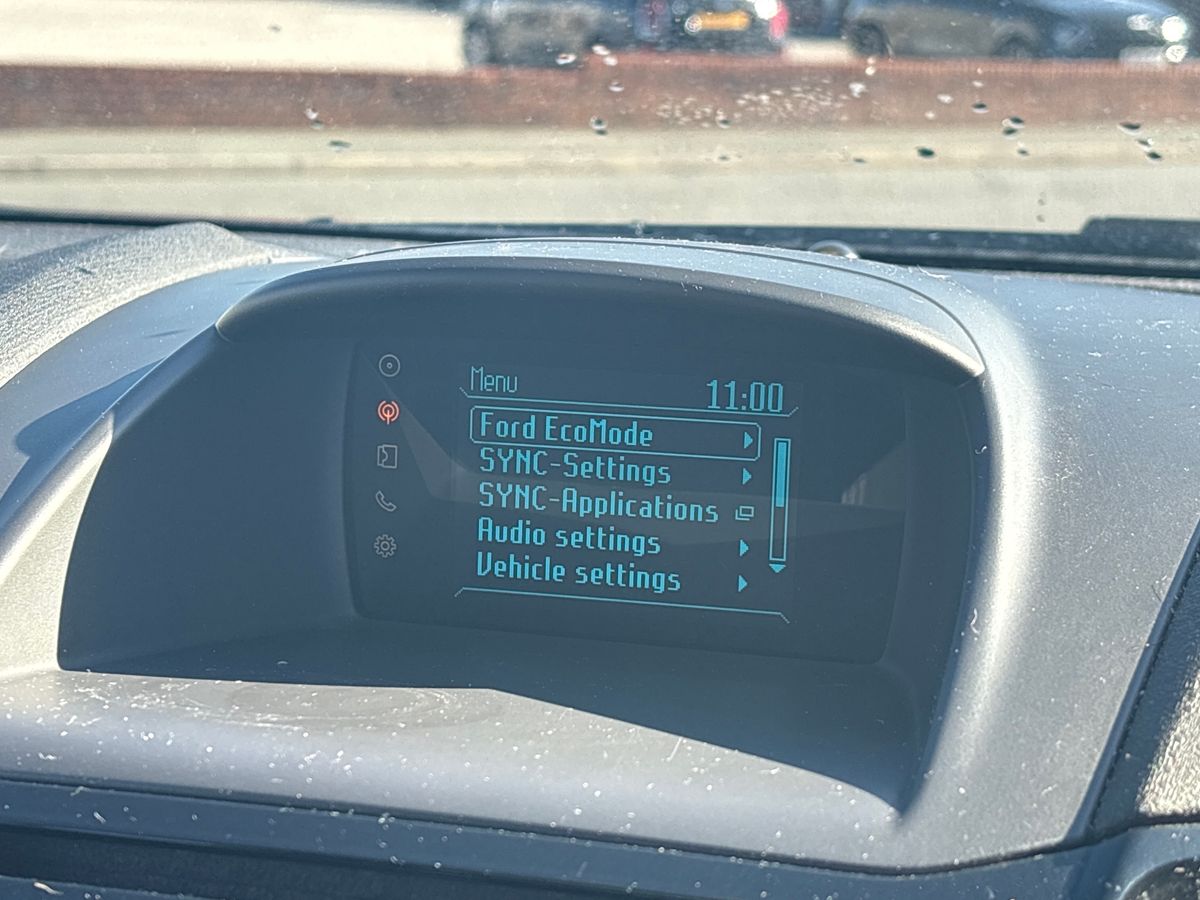 Menu 11:00
Ford EcoMode
SYNC-Settings
SYNC-Applications
Audio settings
Vehicle settings